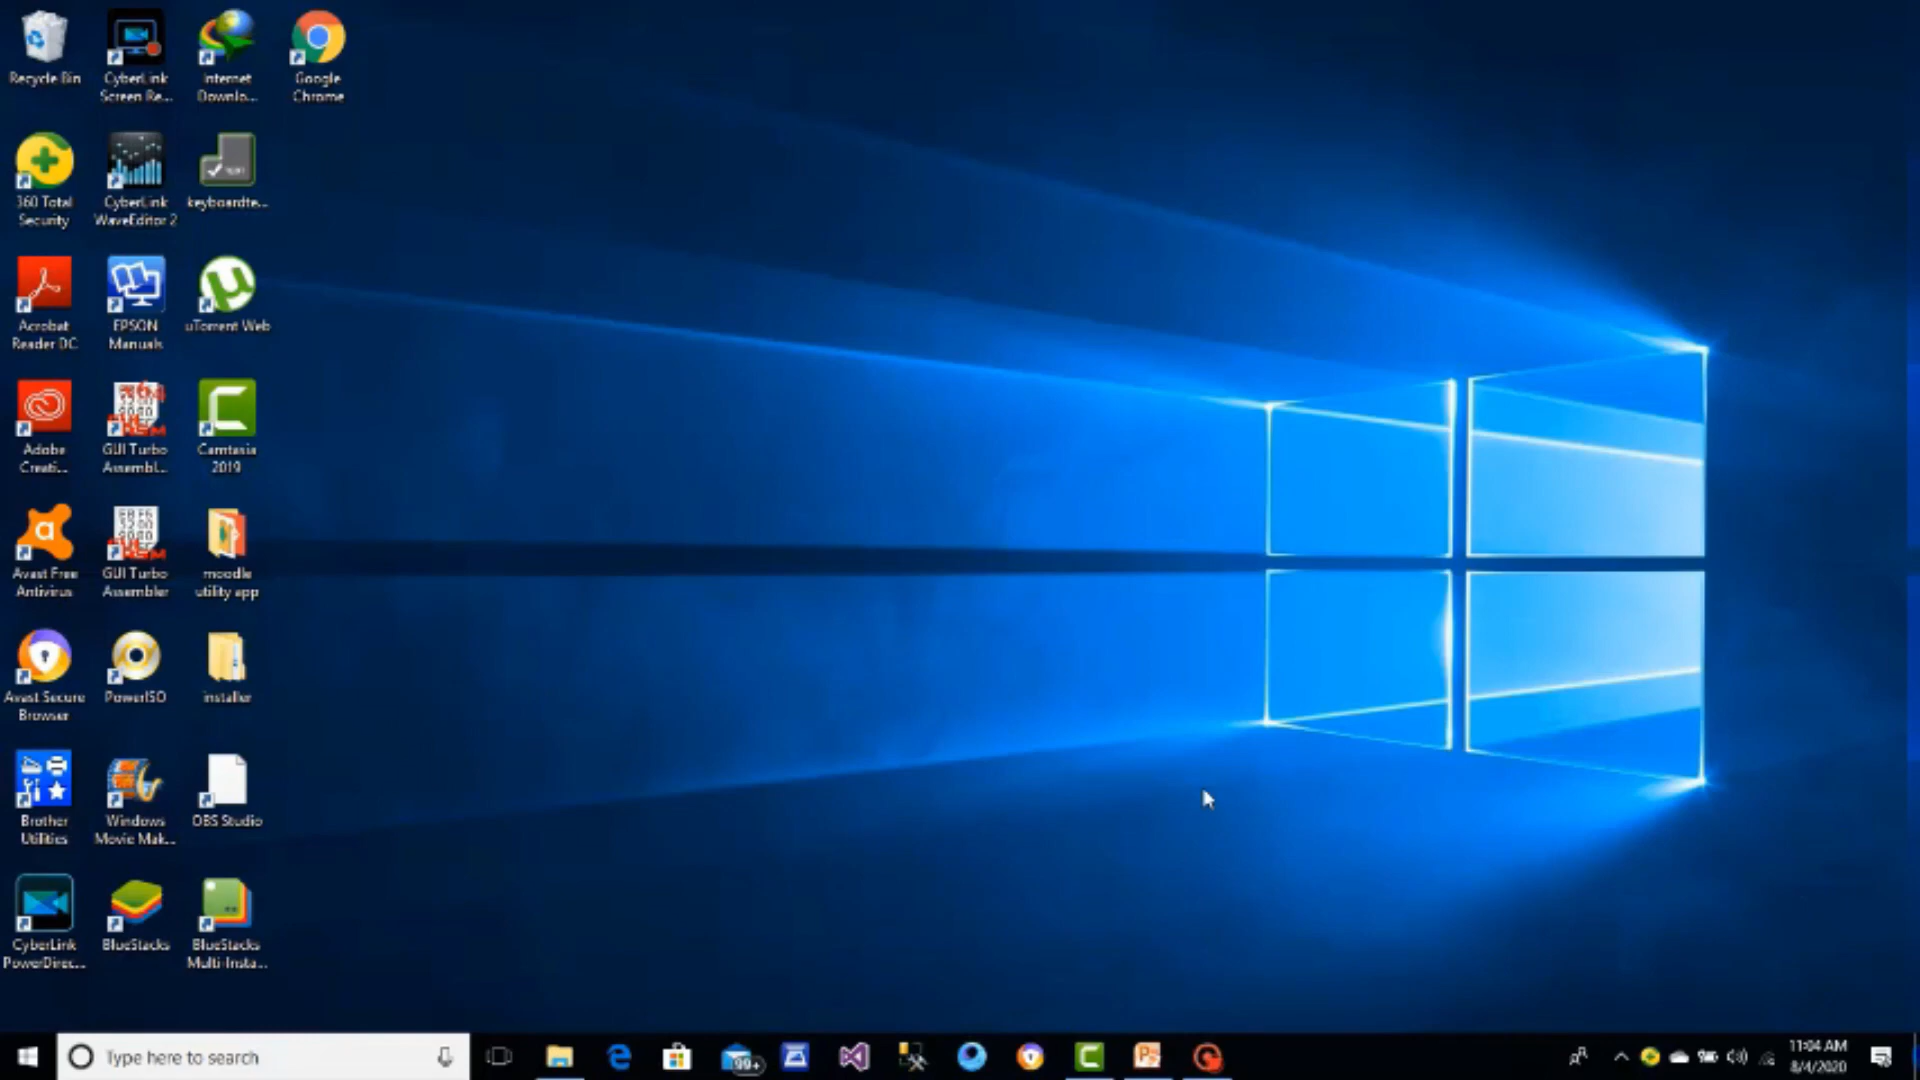 Recycle Bin
CyberLink
Screen Re...
Internet
Downlo...
Google
Chrome
360 Total
Security
CyberLink
WaveEditor 2
keyboardte...
Acrobat
Reader DC
EPSON
Manuals
uTorrent Web
Adobe
Creati...
GUI Turbo
Assembl...
Camtasia
2019
Avast Free
Antivirus
GUI Turbo
Assembler
moodle
utility app
Avast Secure
Browser
PowerISO
installer
Brother
Utilities
Windows
Movie Mak...
OBS Studio
CyberLink
PowerDirec...
BlueStacks
BlueStacks
Multi-Insta...
Type here to search
99+
11:04 AM
8/4/2020